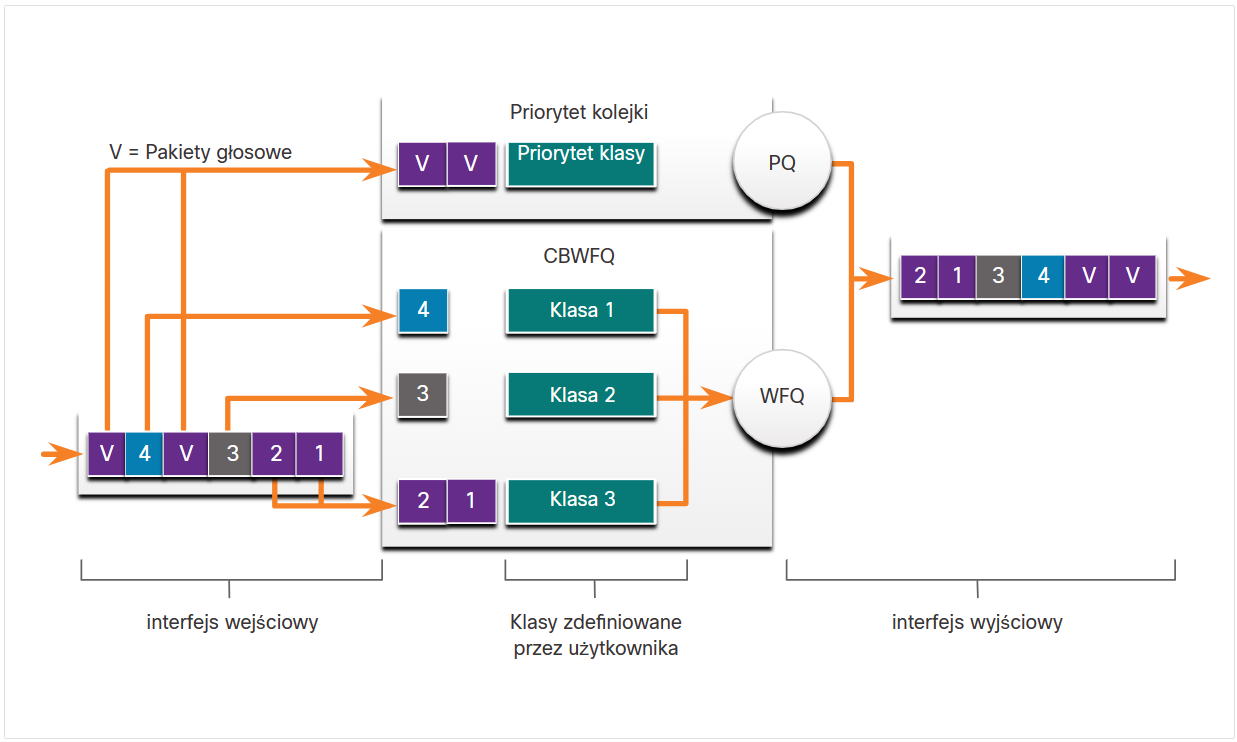 Priorytet kolejki
V = Pakiety głosowe
V V Priorytet klasy PQ
CBWFQ
2 1 3 4 V V
4 Klasa 1
3 Klasa 2 WFQ
V 4 V 3 2 1
2 1 Klasa 3
interfejs wejściowy
Klasy zdefiniowane
przez użytkownika
interfejs wyjściowy